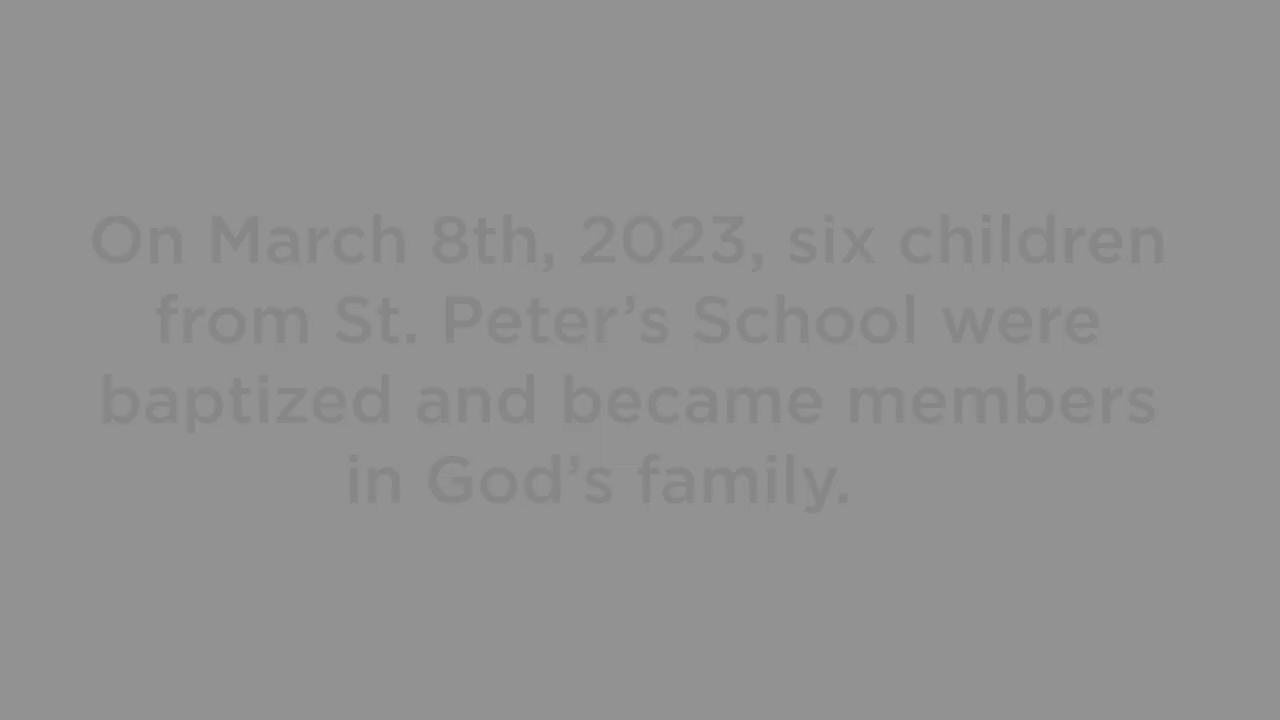 On March 8th, 2023, six children
from St. Peter’s School were
baptized and became members
in God’s family.